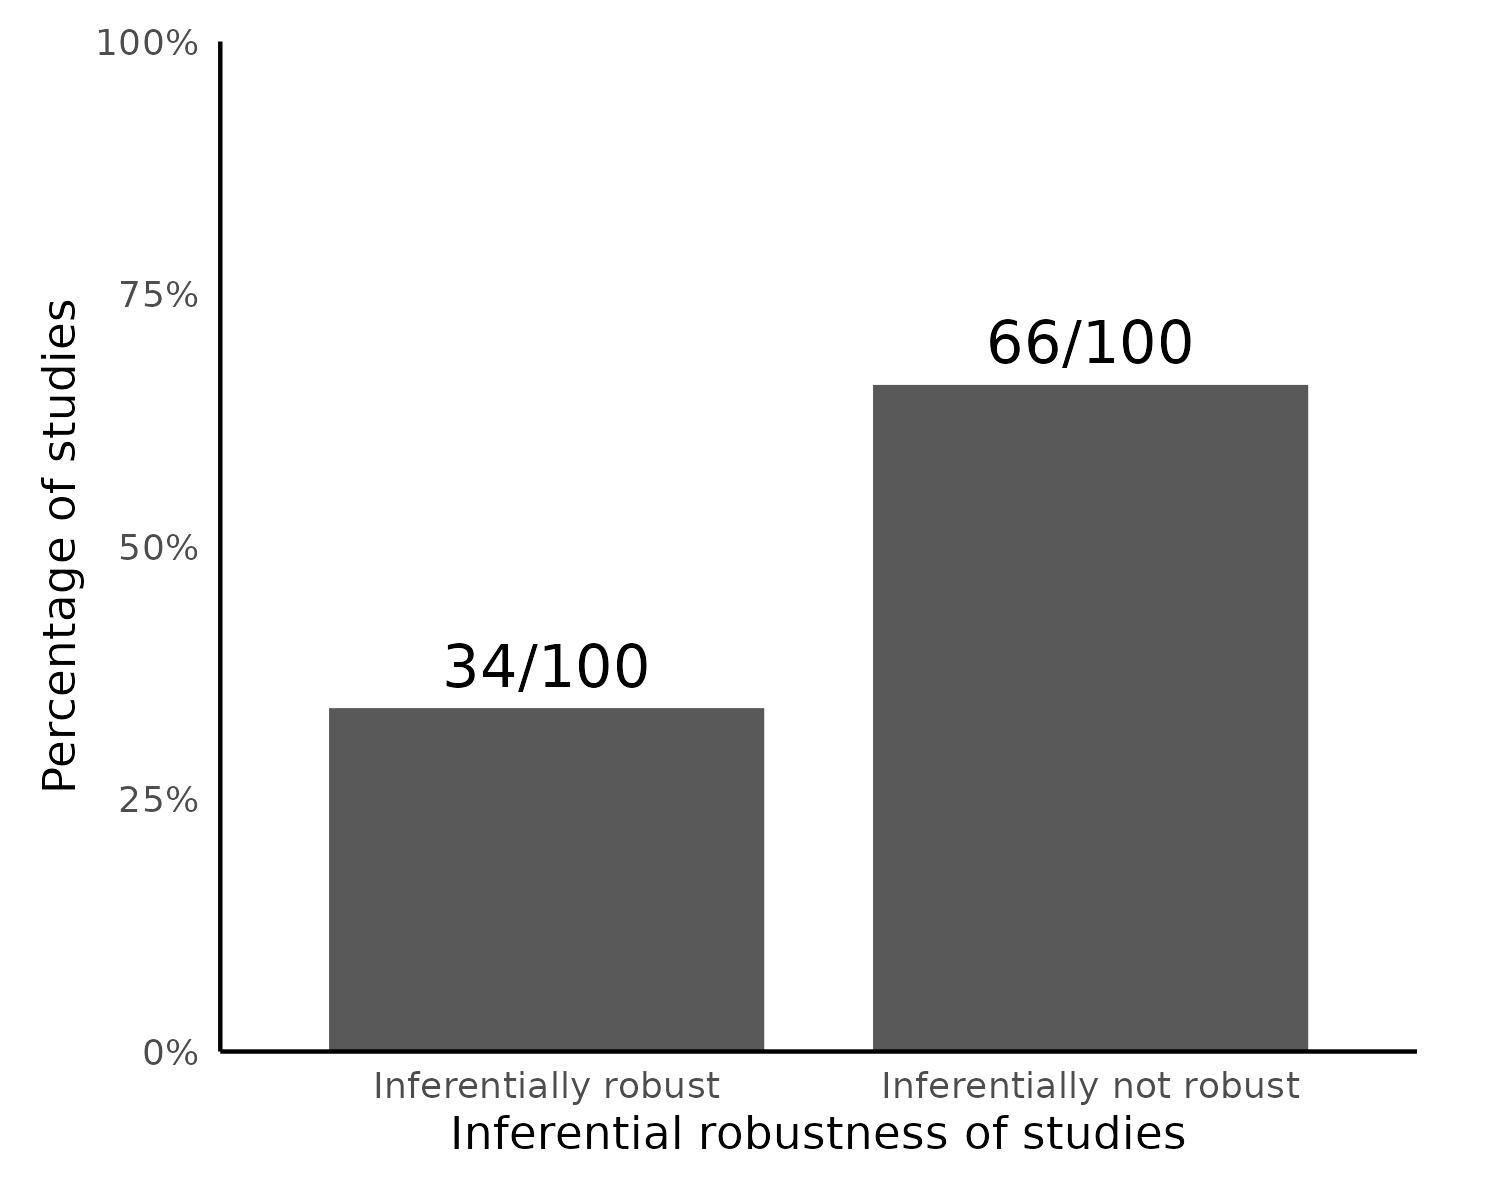 100%
75%
50%
25%
0%
Percentage of studies
34/100
66/100
Inferentially robust
Inferentially not robust
Inferential robustness of studies